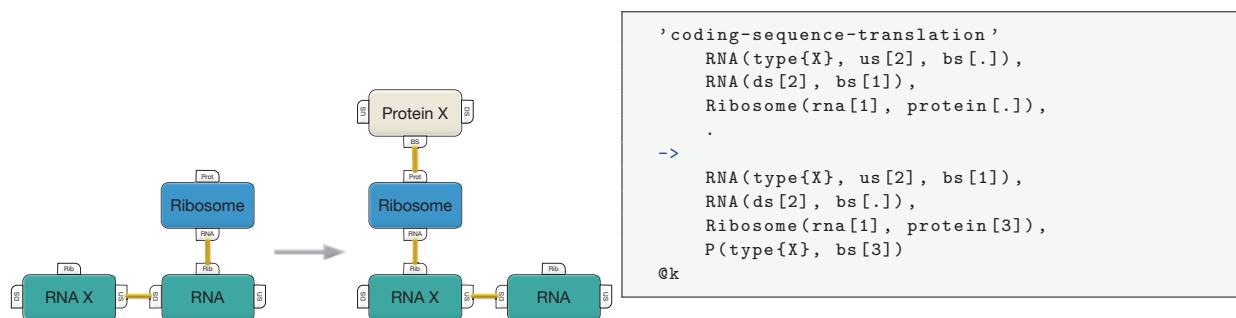 US
Protein X
DS
BS
Prot
Ribosome
RNA
Rib
Rib
DS
RNA X
US
DS
RNA
US
Prot
Ribosome
RNA
Rib
Rib
DS
RNA X
US
DS
RNA
US
’coding-sequence-translation’
RNA(type{X}, us[2], bs[.]),
RNA(ds[2], bs[1]),
Ribosome(rna[1], protein[.]),
.
->
RNA(type{X}, us[2], bs[1]),
RNA(ds[2], bs[.]),
Ribosome(rna[1], protein[3]),
P(type{X}, bs[3])
@k